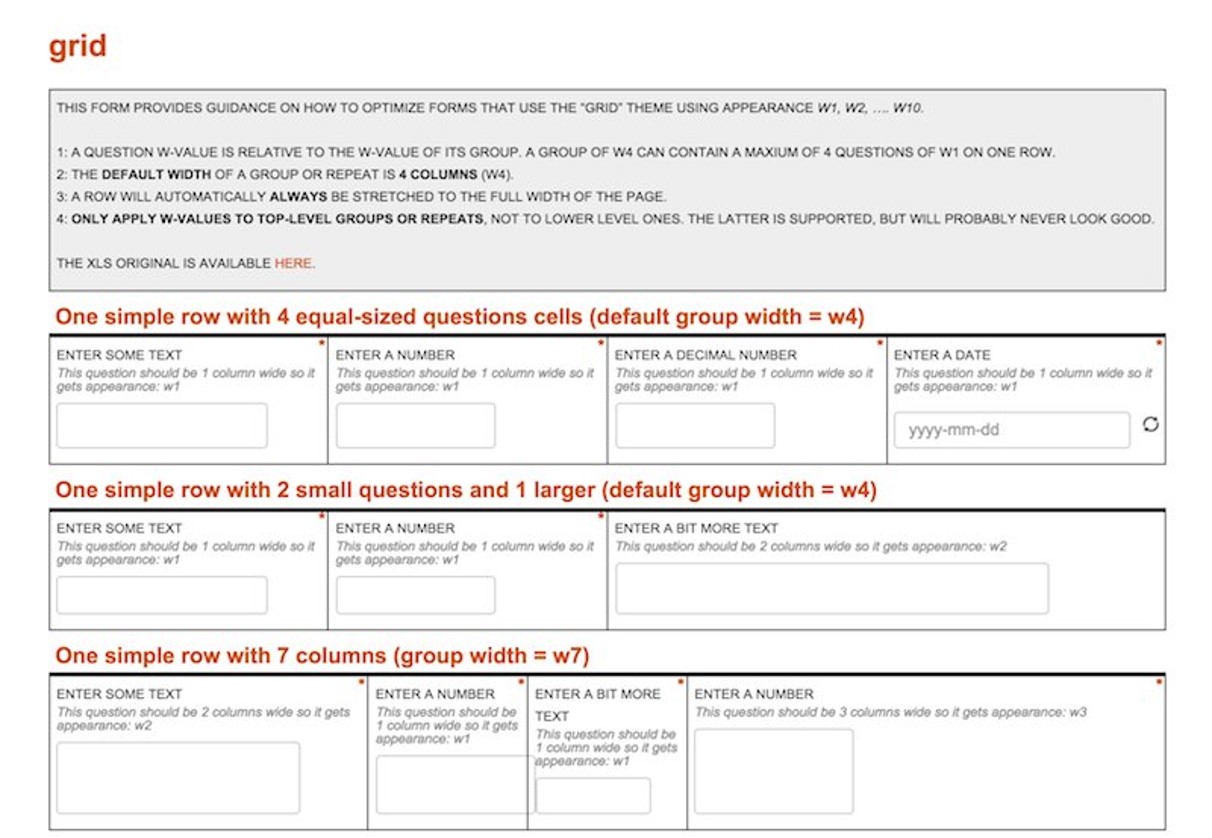 grid
THIS FORM PROVIDES GUIDANCE ON HOW TO OPTIMIZE FORMS THAT USE THE "GRID" THEME USING APPEARANCE W1, W2, .... W10.
1: A QUESTION W-VALUE IS RELATIVE TO THE W-VALUE OF ITS GROUP. A GROUP OF W4 CAN CONTAIN A MAXIUM OF 4 QUESTIONS OF W1 ON ONE ROW.
2: THE DEFAULT WIDTH OF A GROUP OR REPEAT IS 4 COLUMNS (W4).
3: A ROW WILL AUTOMATICALLY ALWAYS BE STRETCHED TO THE FULL WIDTH OF THE PAGE.
4: ONLY APPLY W-VALUES TO TOP-LEVEL GROUPS OR REPEATS, NOT TO LOWER LEVEL ONES. THE LATTER IS SUPPORTED, BUT WILL PROBABLY NEVER LOOK GOOD.
THE XLS ORIGINAL IS AVAILABLE HERE.
One simple row with 4 equal-sized questions cells (default group width = w4)
*
ENTER SOME TEXT
This question should be 1 column wide so it
gets appearance: w1
*
ENTER A NUMBER
This question should be 1 column wide so it
gets appearance: w1
*
ENTER A DECIMAL NUMBER
This question should be 1 column wide so it
gets appearance: w1
*
ENTER A DATE
This question should be 1 column wide so it
gets appearance: w1
yyyy-mm-dd
One simple row with 2 small questions and 1 larger (default group width = w4)
*
ENTER SOME TEXT
This question should be 1 column wide so it
gets appearance: w1
*
ENTER A NUMBER
This question should be 1 column wide so it
gets appearance: w1
ENTER A BIT MORE TEXT
This question should be 2 columns wide so it gets appearance: w2
One simple row with 7 columns (group width = w7)
*
ENTER SOME TEXT
This question should be 2 columns wide so it gets
appearance: w2
*
ENTER A NUMBER
This question should be
1 column wide so it gets
appearance: w1
*
ENTER A BIT MORE
TEXT
This question should be
1 column wide so it gets
appearance: w1
*
ENTER A NUMBER
This question should be 3 columns wide so it gets appearance: w3